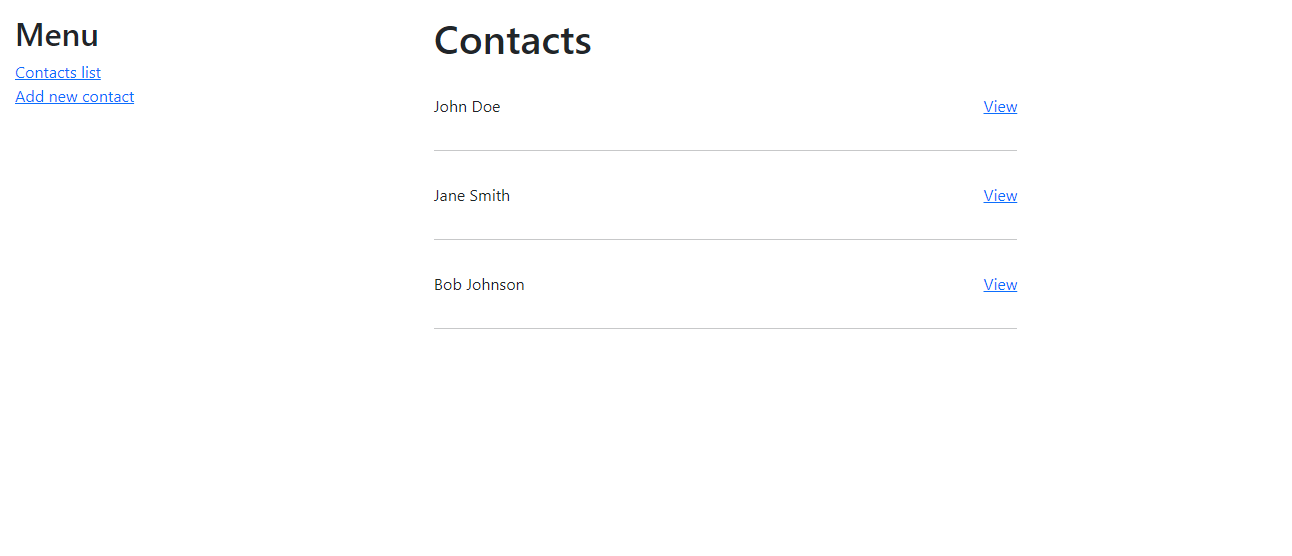 Menu
Contacts list
Add new contact
Contacts
John Doe View
Jane Smith View
Bob Johnson View